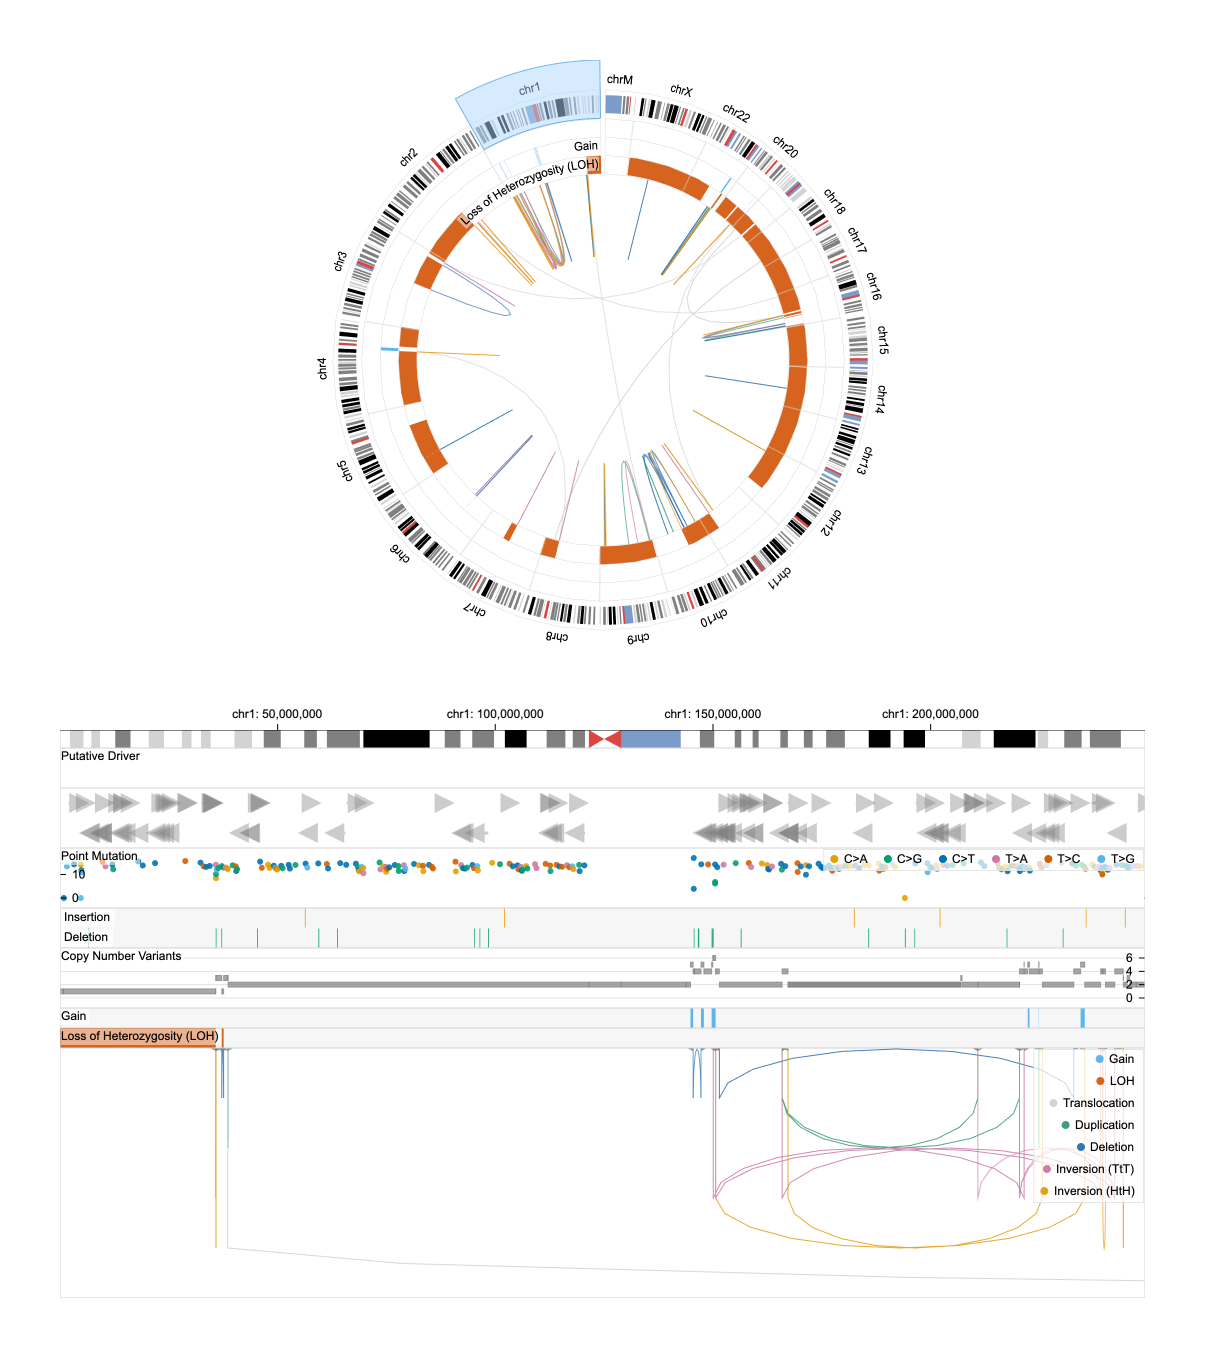 chr1
chrM
chrX
chr22
chr20
chr18
chr17
chr16
chr15
chr14
chr13
chr12
chr11
chr10
chr9
chr8
chr7
chr6
chr5
chr4
chr3
chr2
Gain
Loss of Heterozygosity (LOH)
chr1: 50,000,000
chr1: 100,000,000
chr1: 150,000,000
chr1: 200,000,000
Putative Driver
Point Mutation
C>A
C>G
C>T
T>A
T>C
T>G
10
0
Insertion
Deletion
Copy Number Variants
6
4
2
0
Gain
Loss of Heterozygosity (LOH)
Gain
LOH
Translocation
Duplication
Deletion
Inversion (TtT)
Inversion (HtH)